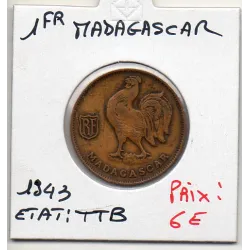 1FR MADAGASCAR
RF
MADAGASCAR
1943
ETAT: TTB
PRiX:
6E